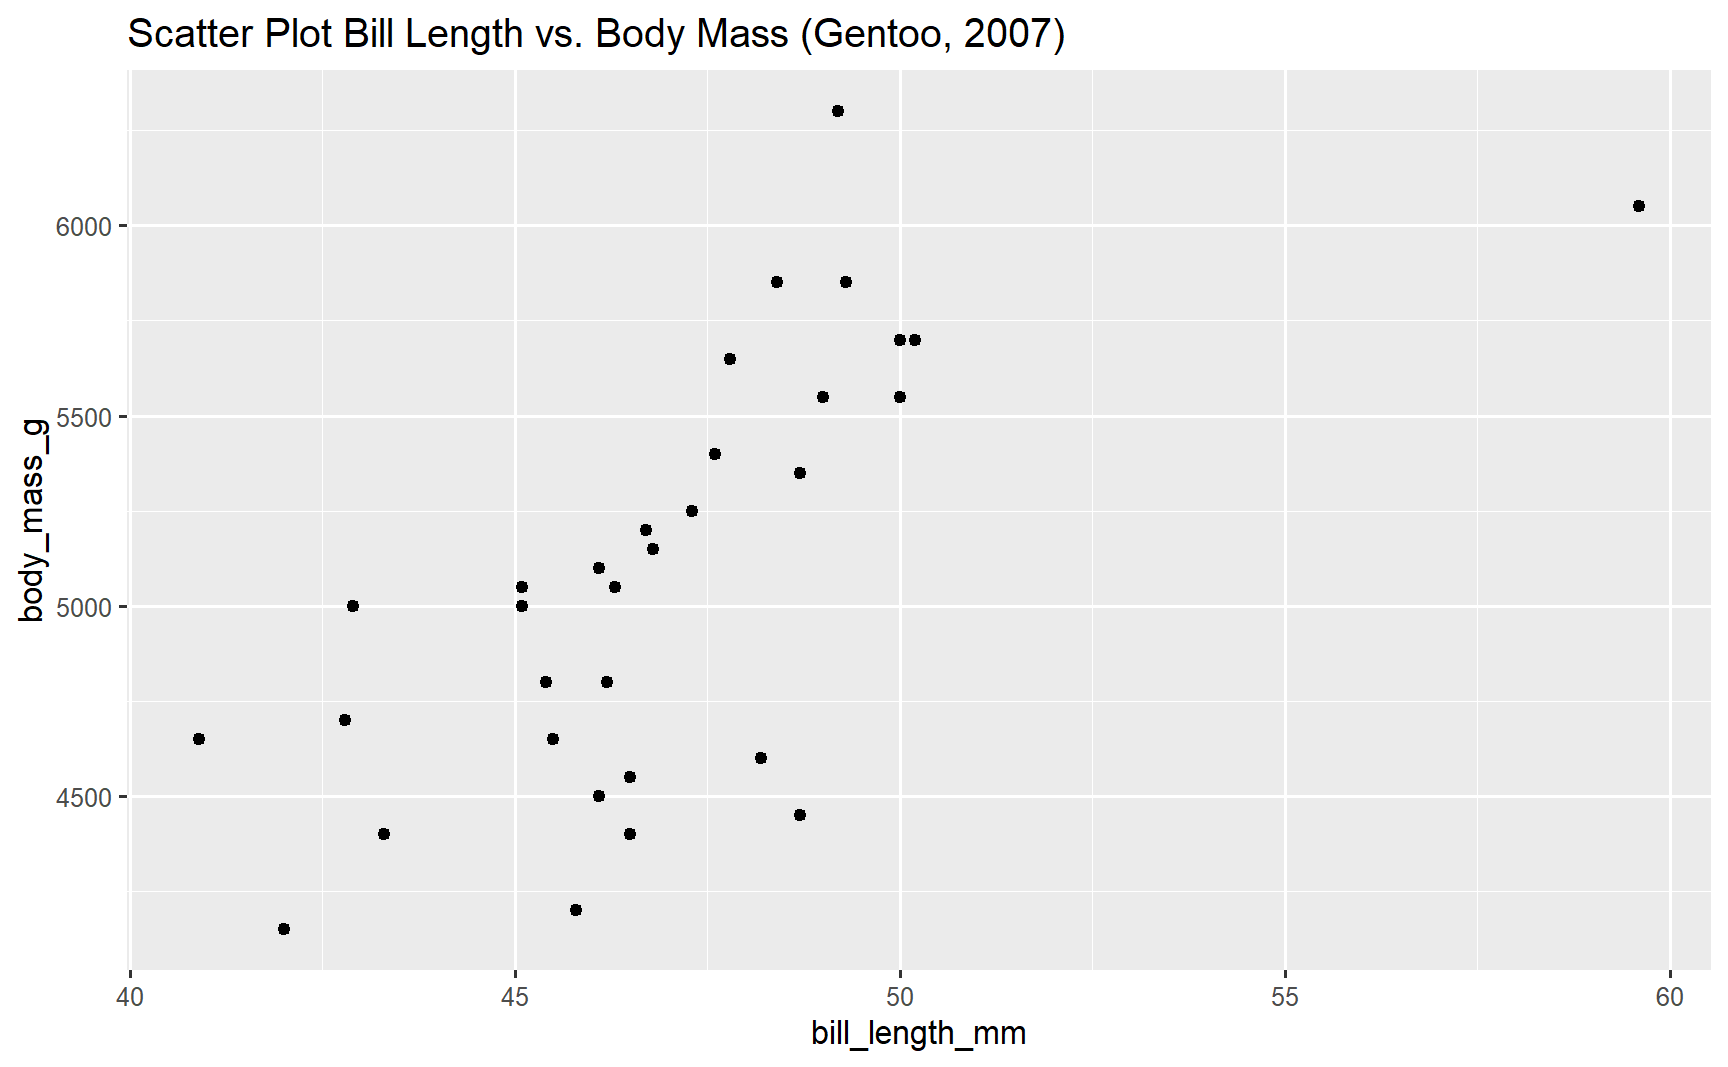 Scatter Plot Bill Length vs. Body Mass (Gentoo, 2007)
6000
5500
5000
4500
body_mass_g
40 45 50 55 60
bill_length_mm